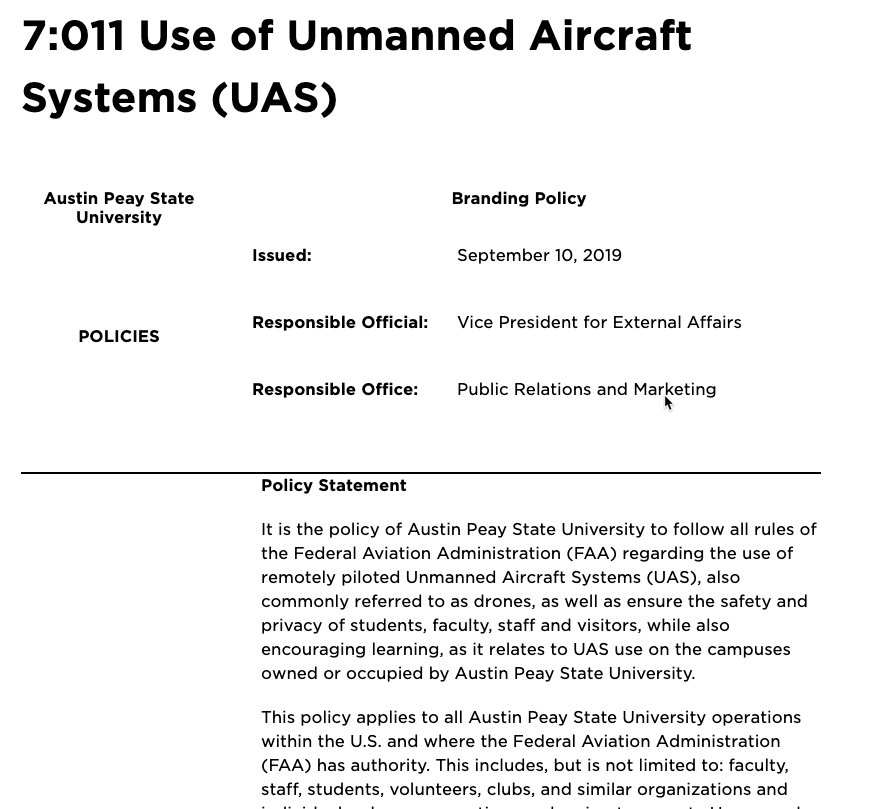 7:011 Use of Unmanned Aircraft
Systems (UAS)
Austin Peay State
University
Branding Policy
Issued:
September 10, 2019
POLICIES
Responsible Official:
Vice President for External Affairs
Responsible Office:
Public Relations and Marketing
Policy Statement
It is the policy of Austin Peay State University to follow all rules of
the Federal Aviation Administration (FAA) regarding the use of
remotely piloted Unmanned Aircraft Systems (UAS), also
commonly referred to as drones, as well as ensure the safety and
privacy of students, faculty, staff and visitors, while also
encouraging learning, as it relates to UAS use on the campuses
owned or occupied by Austin Peay State University.
This policy applies to all Austin Peay State University operations
within the U.S. and where the Federal Aviation Administration
(FAA) has authority. This includes, but is not limited to: faculty,
staff, students, volunteers, clubs, and similar organizations and